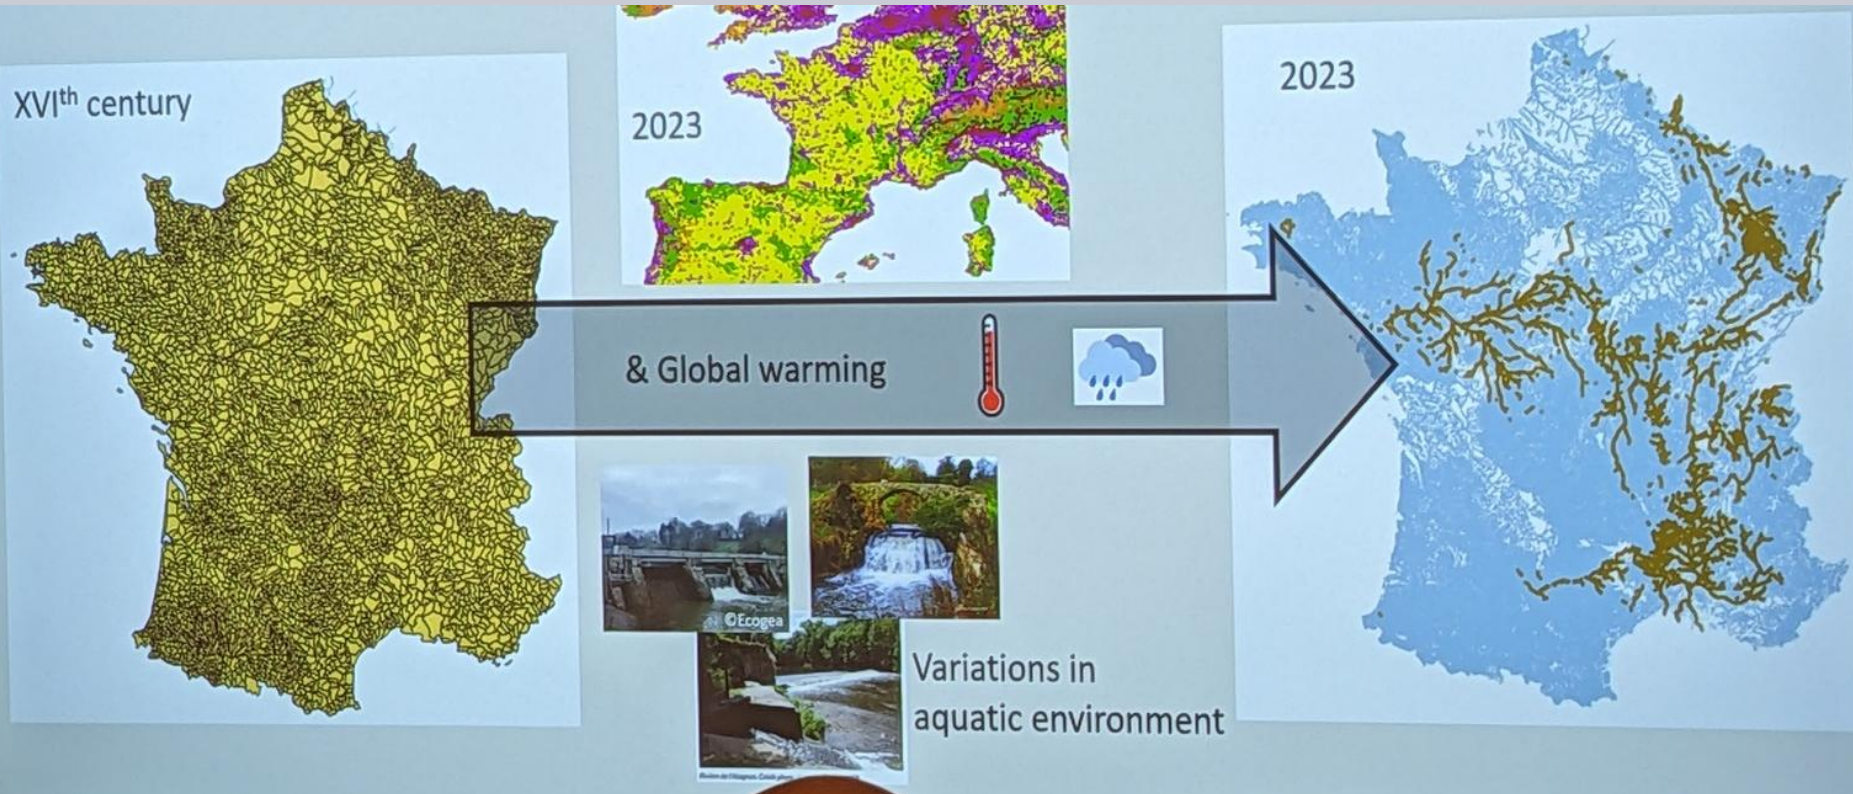 XVIth century
2023
2023
& Global warming
©Ecogea
Variations in
aquatic environment